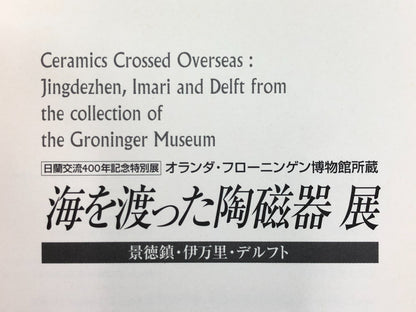 Ceramics Crossed Overseas :
Jingdezhen, Imari and Delft from
the collection of
the Groninger Museum
日蘭交流400年記念特別展 オランダ・フローニンゲン博物館所蔵
海を渡った陶磁器 展
景徳鎮・伊万里・デルフト